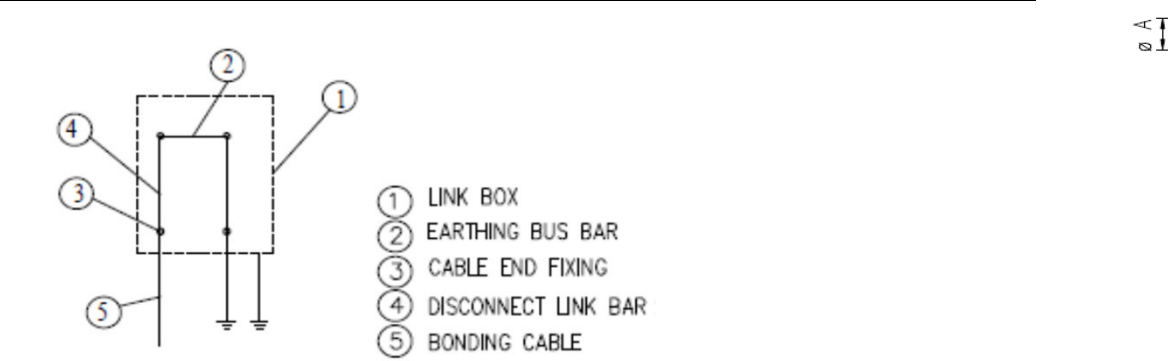 ø A
2
1
4
3
5
1 LINK BOX
2 EARTHING BUS BAR
3 CABLE END FIXING
4 DISCONNECT LINK BAR
5 BONDING CABLE